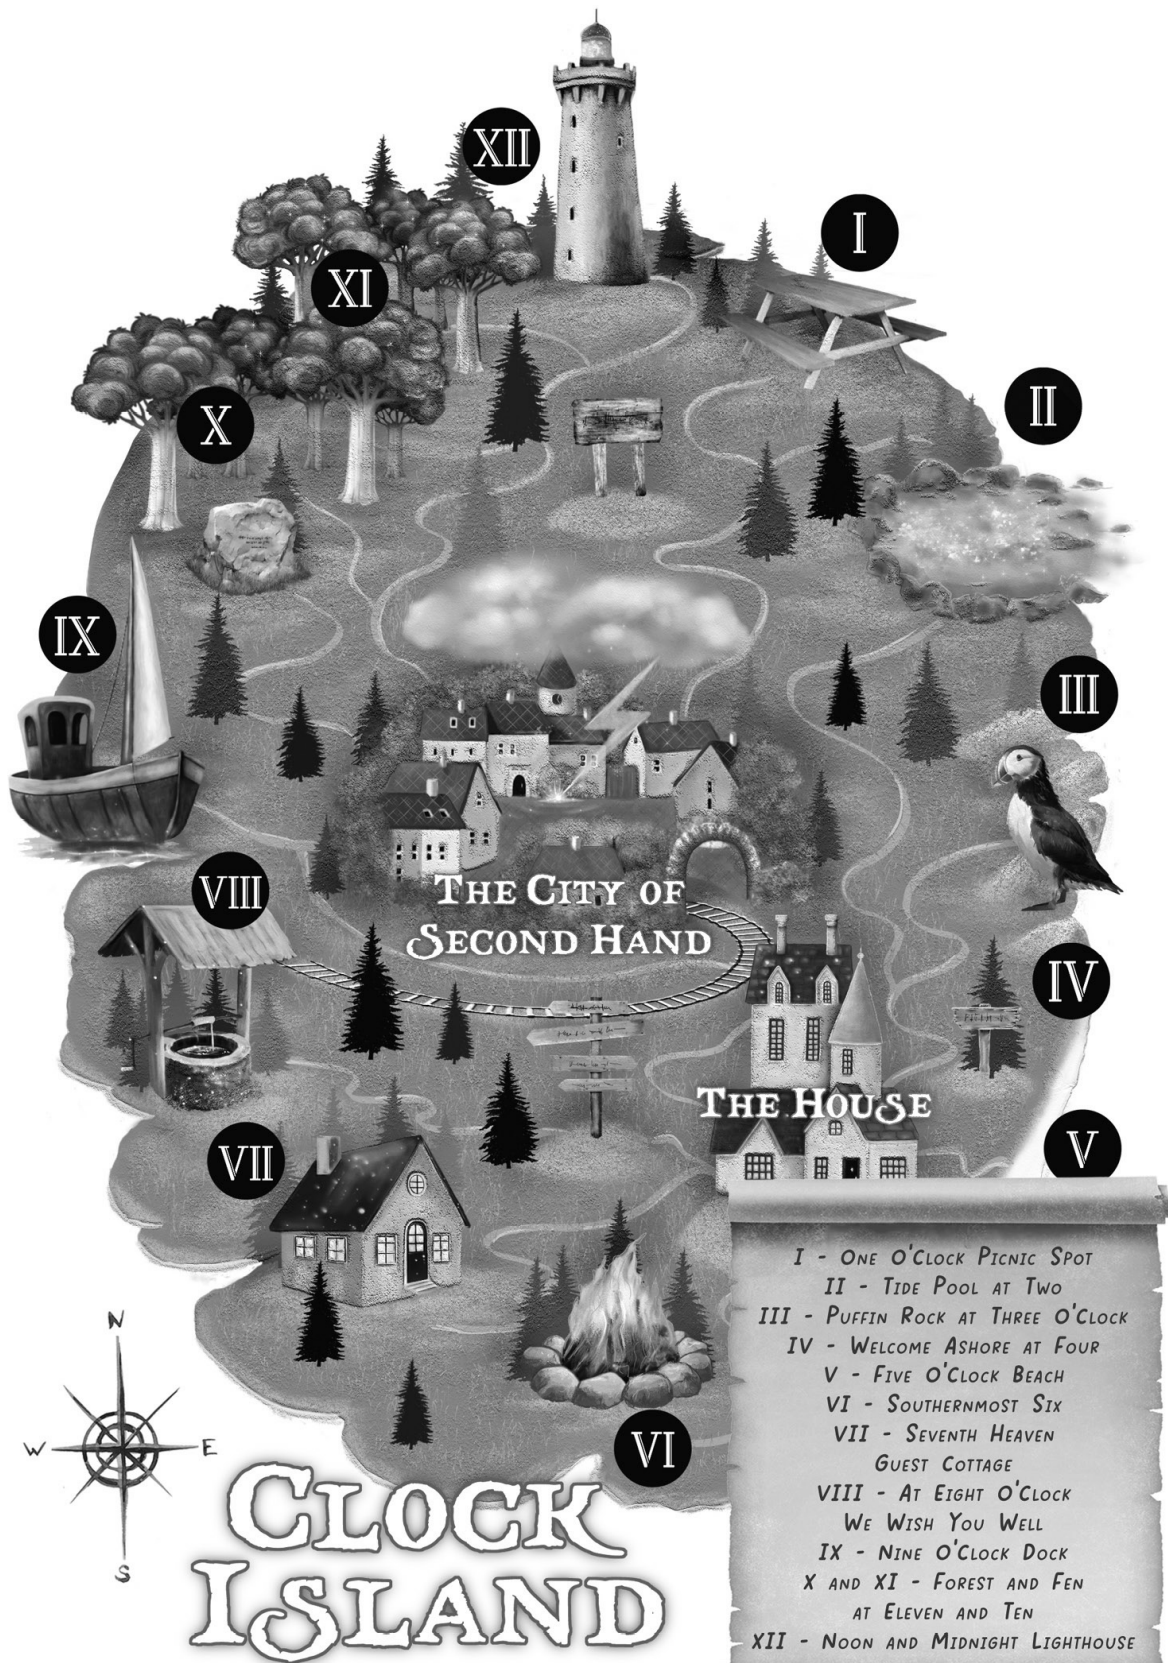 XII
I
XI
II
X
IX
III
VIII
THE CITY OF
SECOND HAND
IV
THE HOUSE
V
VII
I - ONE O'CLOCK PICNIC SPOT
II - TIDE POOL AT TWO
III - PUFFIN ROCK AT THREE O'CLOCK
IV - WELCOME ASHORE AT FOUR
V - FIVE O'CLOCK BEACH
VI - SOUTHERNMOST SIX
VII - SEVENTH HEAVEN
GUEST COTTAGE
VIII - AT EIGHT O'CLOCK
WE WISH YOU WELL
IX - NINE O'CLOCK DOCK
X AND XI - FOREST AND FEN
AT ELEVEN AND TEN
XII - NOON AND MIDNIGHT LIGHTHOUSE
N
W
E
S
VI
CLOCK
ISLAND